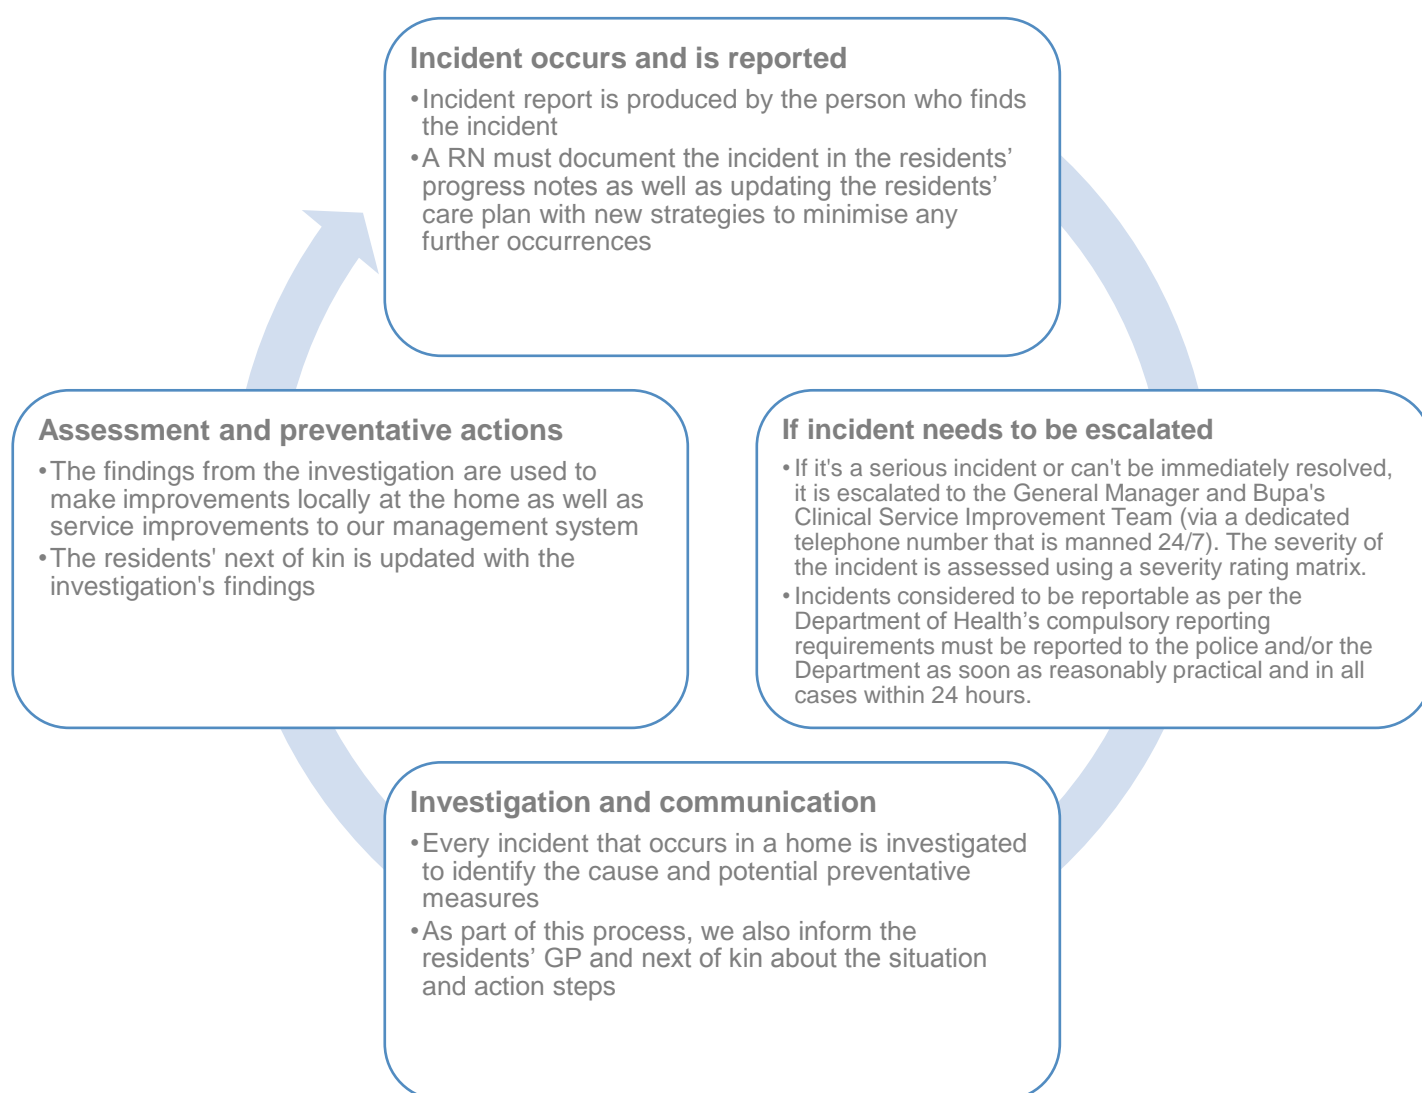 Incident occurs and is reported
•Incident report is produced by the person who finds
the incident
•A RN must document the incident in the residents’
progress notes as well as updating the residents’
care plan with new strategies to minimise any
further occurrences
If incident needs to be escalated
•If it's a serious incident or can't be immediately resolved,
it is escalated to the General Manager and Bupa's
Clinical Service Improvement Team (via a dedicated
telephone number that is manned 24/7). The severity of
the incident is assessed using a severity rating matrix.
•Incidents considered to be reportable as per the
Department of Health’s compulsory reporting
requirements must be reported to the police and/or the
Department as soon as reasonably practical and in all
cases within 24 hours.
Investigation and communication
•Every incident that occurs in a home is investigated
to identify the cause and potential preventative
measures
•As part of this process, we also inform the
residents’ GP and next of kin about the situation
and action steps
Assessment and preventative actions
•The findings from the investigation are used to
make improvements locally at the home as well as
service improvements to our management system
•The residents' next of kin is updated with the
investigation's findings